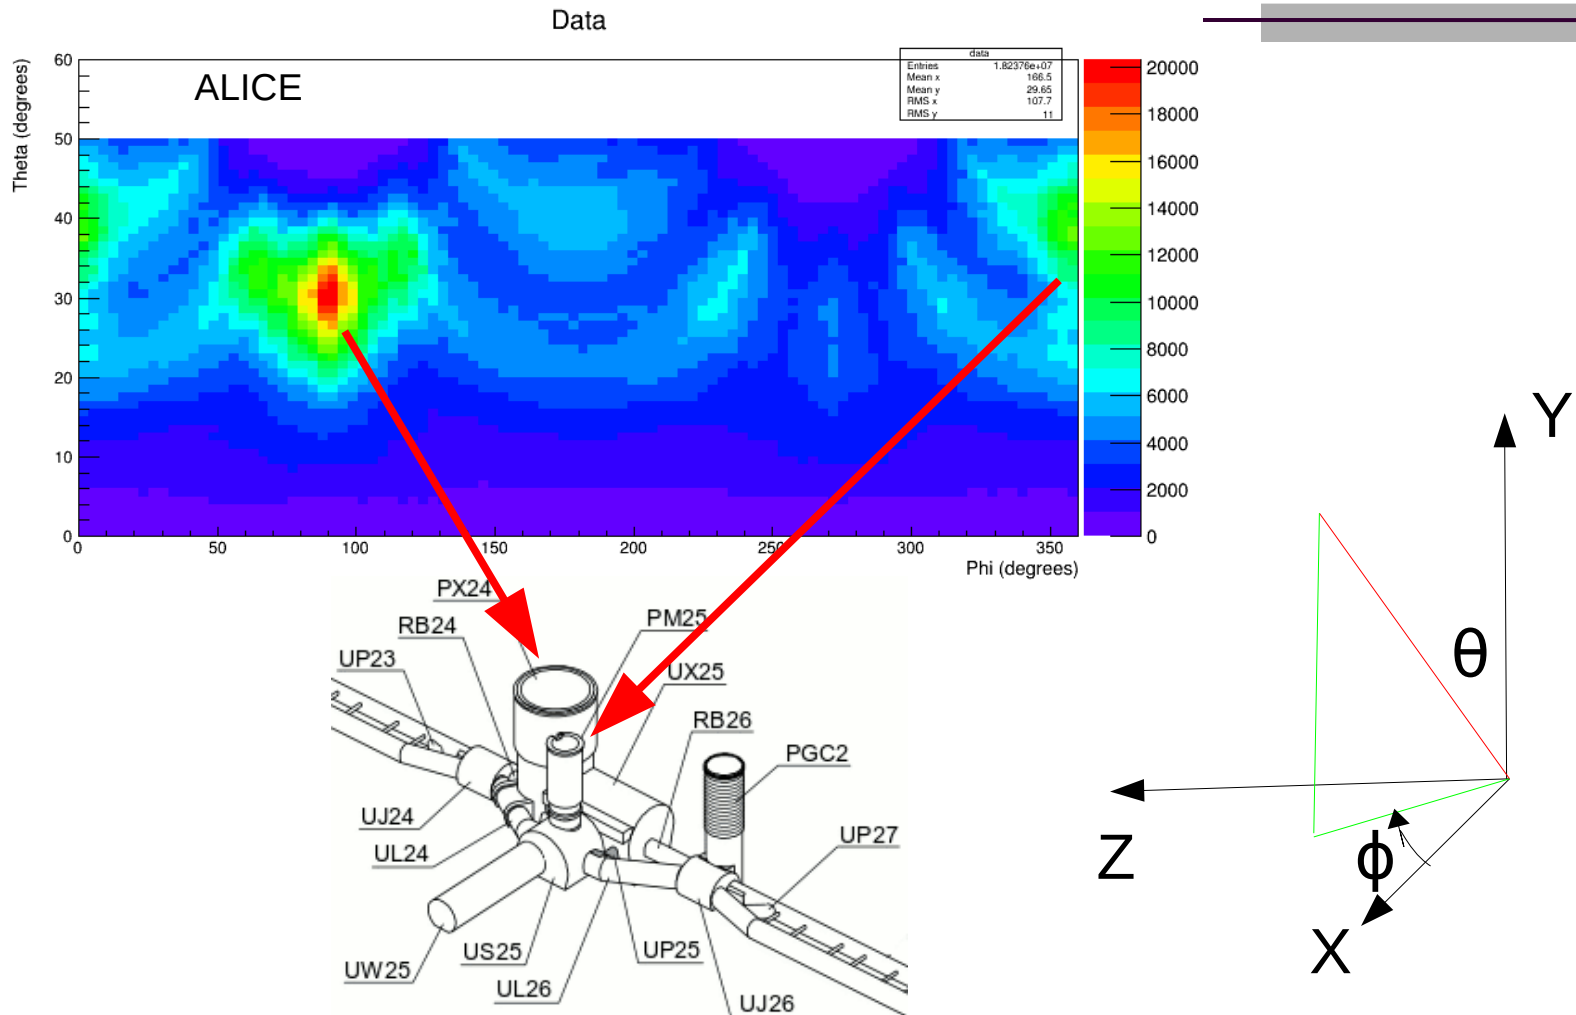 Data
Theta (degrees)
ALICE
data
Entries 1.82376e+07
Mean x 166.5
Mean y 29.65
RMS x 107.7
RMS y 11
60
50
40
30
20
10
0
0 50 100 150 200 250 300 350
Phi (degrees)
20000
18000
16000
14000
12000
10000
8000
6000
4000
2000
0
PX24
RB24
PM25
UP23
UX25
RB26
PGC2
UJ24
UL24
UP27
US25
UP25
UW25
UL26
UJ26
Y
θ
Z
ϕ
X